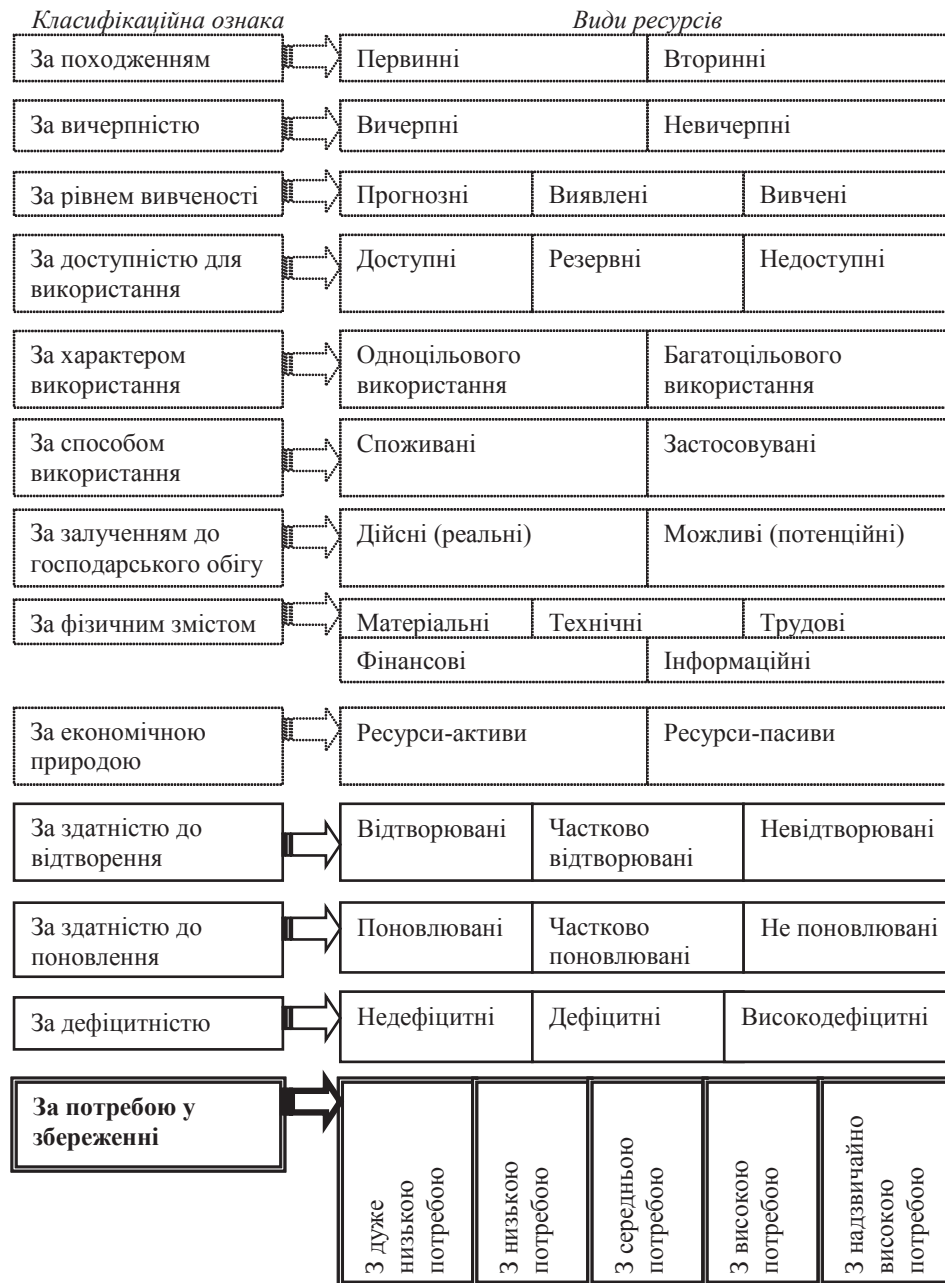 Класифікаційна ознака Види ресурсів
За походженням Первинні Вторинні
За вичерпністю Вичерпні Невичерпні
За рівнем вивченості Прогнозні Виявлені Вивчені
За доступністю для
використання
Доступні Резервні Недоступні
За характером
використання
Одноцільового
використання
Багатоцільового
використання
За способом
використання
Споживані Застосовувані
За залученням до
господарського обігу
Дійсні (реальні) Можливі (потенційні)
За фізичним змістом Матеріальні Технічні Трудові
Фінансові Інформаційні
За економічною
природою
Ресурси-активи Ресурси-пасиви
За здатністю до
відтворення
Відтворювані
Частково
відтворювані
Невідтворювані
За здатністю до
поновлення
Поновлювані
Частково
поновлювані
Не поновлювані
За дефіцитністю Недефіцитні Дефіцитні Високодефіцитні
За потребою у
збереженні
З дуже
низькою
потребою
З низькою
потребою
З середньою
потребою
З високою
потребою
З надзвичайно
високою
потребою